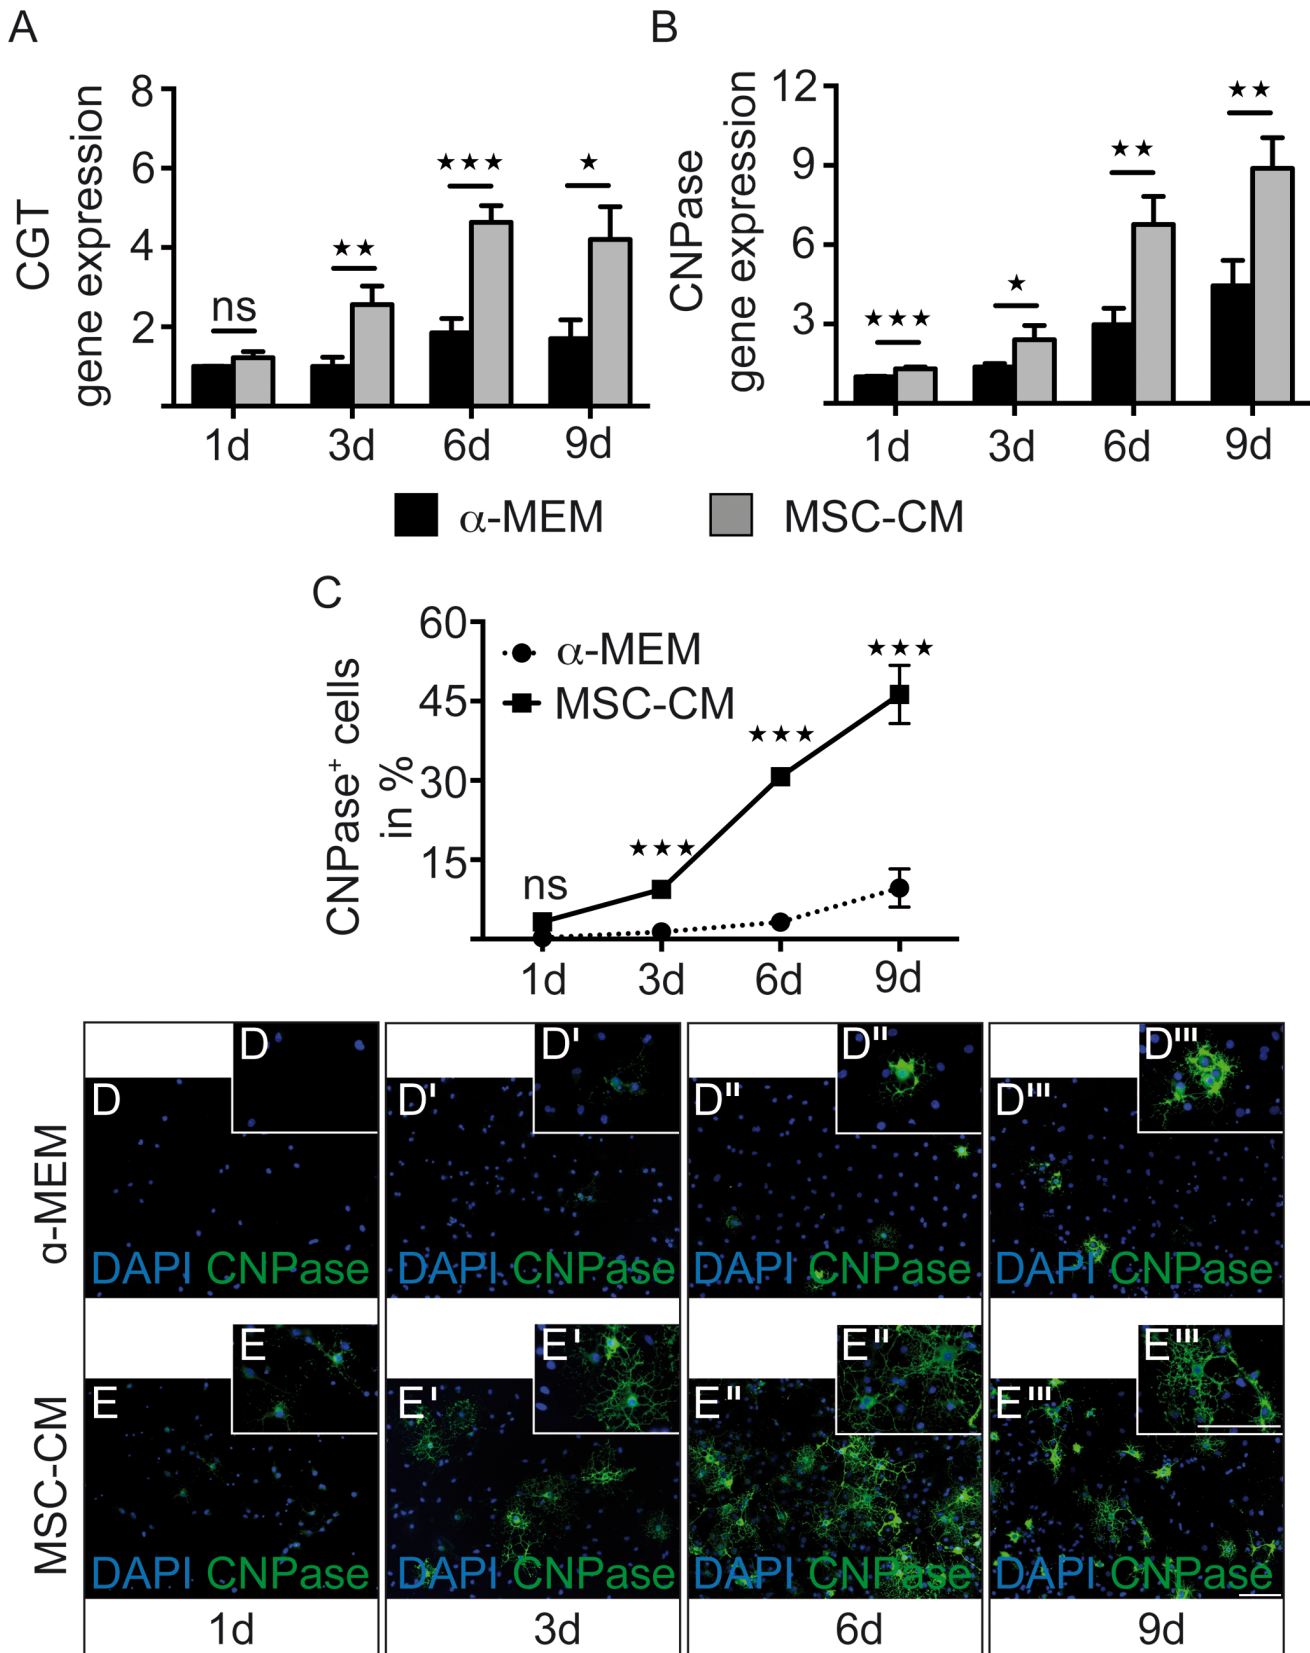 A
CGT
gene expression
8
6
4
2
ns
★★
★★★
★
1d 3d 6d 9d
B
CNPase
gene expression
12
9
6
3
★★★
★
★★
★★
1d 3d 6d 9d
α-MEM MSC-CM
C
CNPase⁺ cells
in %
60
45
30
15
α-MEM
MSC-CM
ns
★★★
★★★
★★★
1d 3d 6d 9d
α-MEM
D D' D'' D'''
D D' D'' D'''
DAPI CNPase DAPI CNPase DAPI CNPase DAPI CNPase
MSC-CM
E E' E'' E'''
E E' E'' E'''
DAPI CNPase DAPI CNPase DAPI CNPase DAPI CNPase
1d 3d 6d 9d